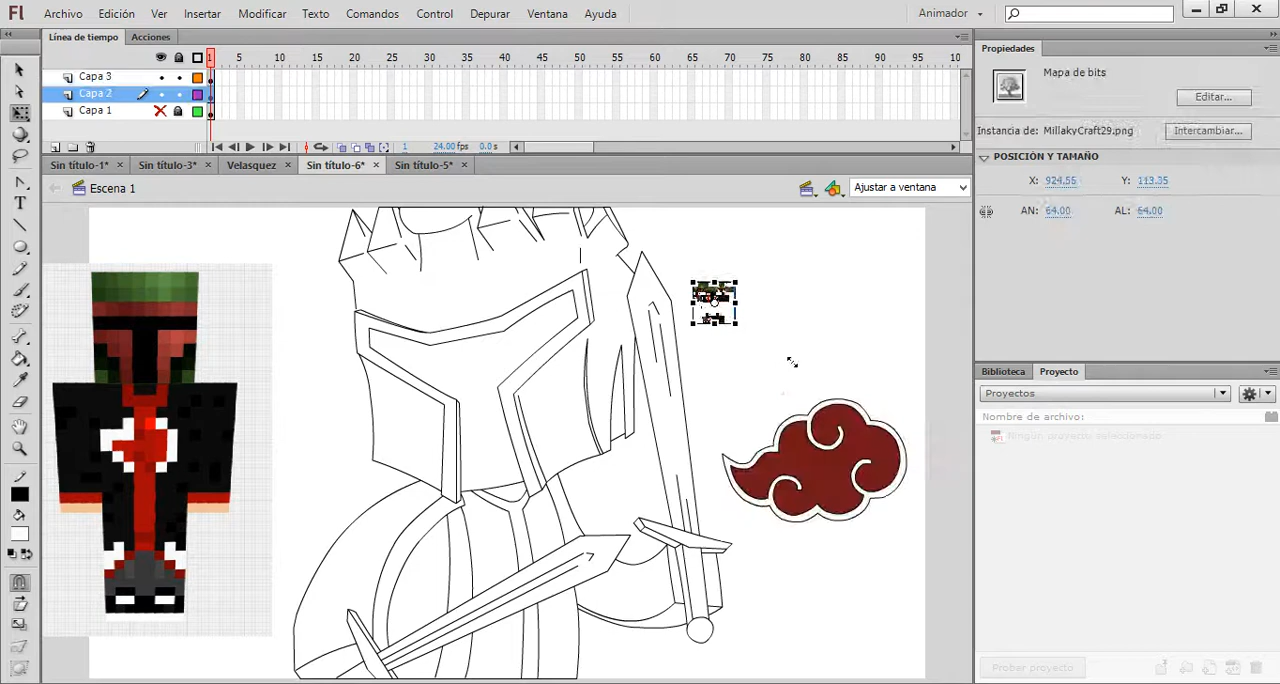 Fl Archivo Edición Ver Insertar Modificar Texto Comandos Control Depurar Ventana Ayuda Animador
Línea de tiempo Acciones
1 5 10 15 20 25 30 35 40 45 50 55 60 65 70 75 80 85 90 95 100
Capa 3
Capa 2
Capa 1
1 24.00 fps 0.0 s
Sin título-1* × Sin título-3* × Velasquez × Sin título-6* × Sin título-5* ×
Escena 1 Ajustar a ventana
Propiedades
Mapa de bits
Editar...
Instancia de: MillakyCraft29.png Intercambiar...
POSICIÓN Y TAMAÑO
X: 924.55 Y: 113.35
AN: 64.00 AL: 64.00
Biblioteca Proyecto
Proyectos
Nombre de archivo:
Ningún proyecto seleccionado
Probar proyecto